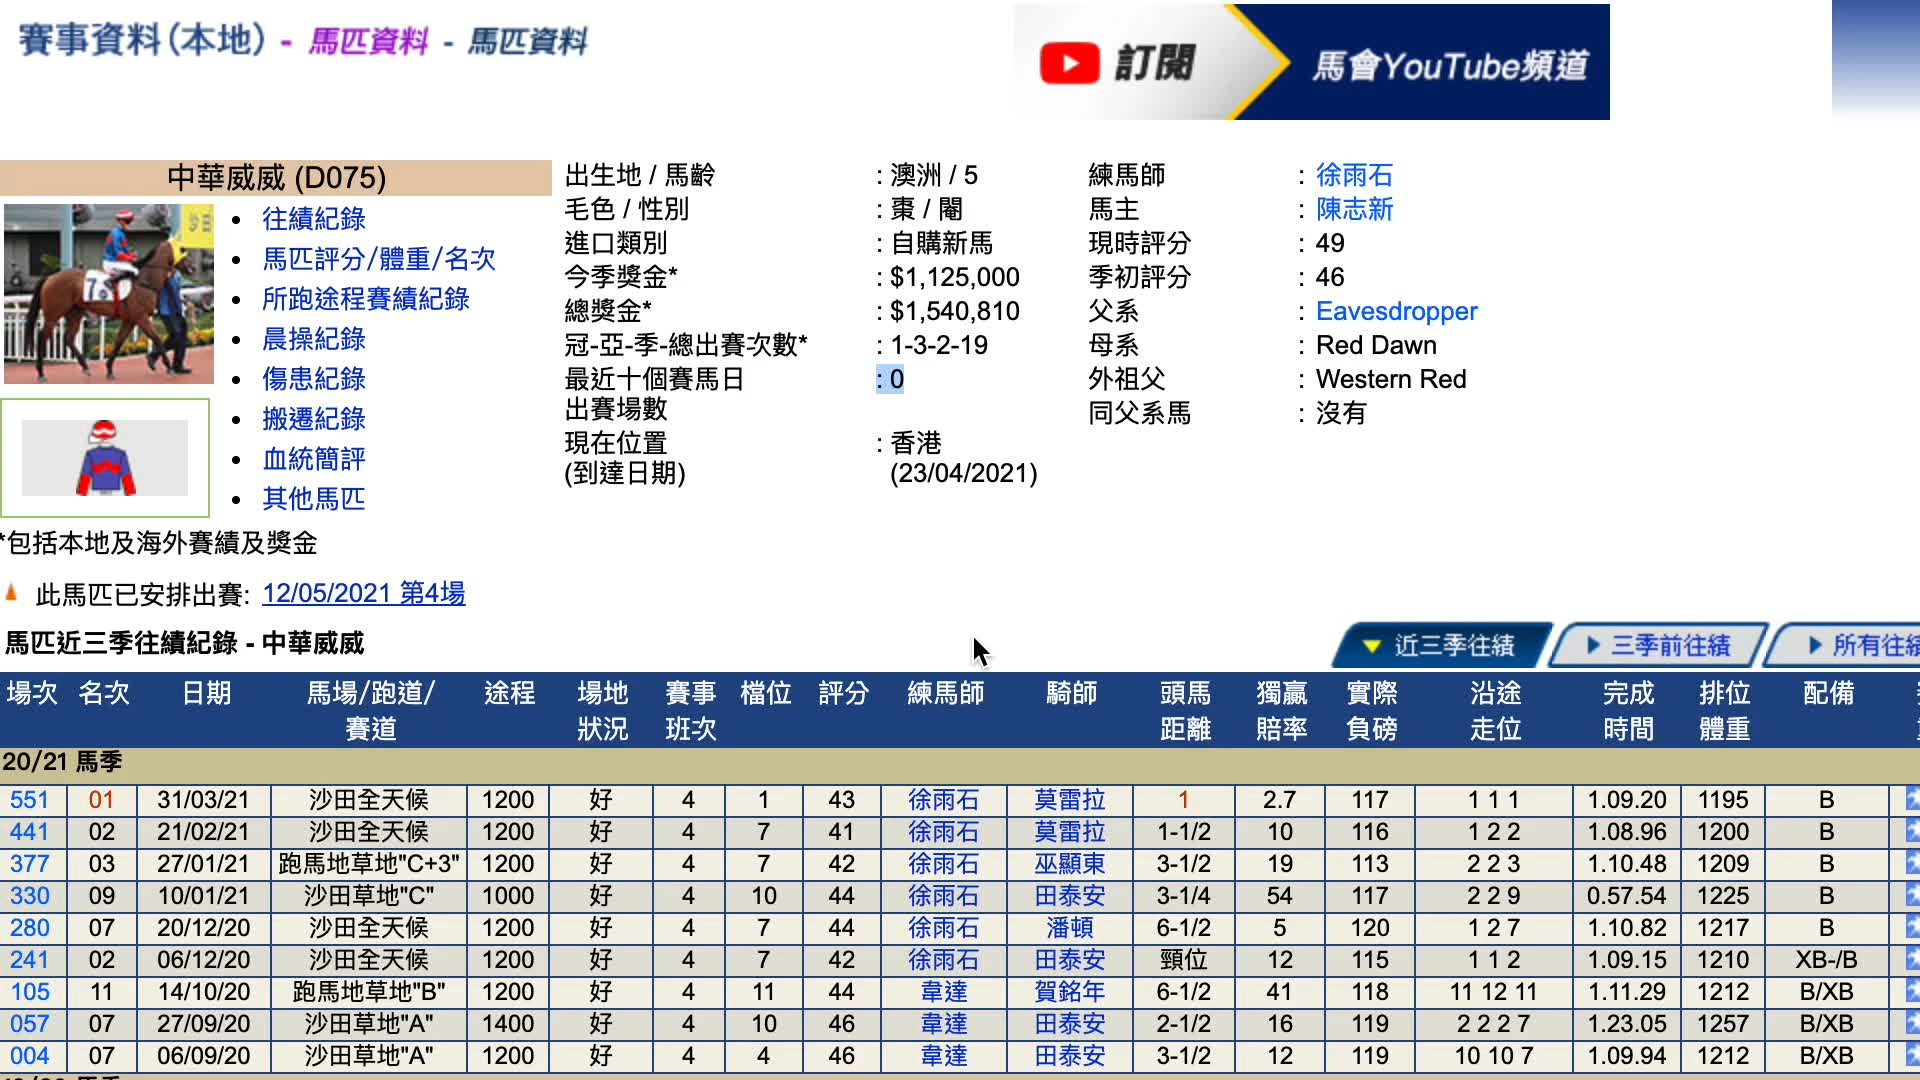 賽事資料(本地) - 馬匹資料 - 馬匹資料
訂閱 馬會YouTube頻道
中華威威 (D075)
往績紀錄
馬匹評分/體重/名次
所跑途程賽績紀錄
晨操紀錄
傷患紀錄
搬遷紀錄
血統簡評
其他馬匹
出生地 / 馬齡 : 澳洲 / 5
毛色 / 性別 : 棗 / 閹
進口類別 : 自購新馬
今季獎金* : $1,125,000
總獎金* : $1,540,810
冠-亞-季-總出賽次數* : 1-3-2-19
最近十個賽馬日 : 0
出賽場數
現在位置 : 香港
(到達日期) (23/04/2021)
練馬師 : 徐雨石
馬主 : 陳志新
現時評分 : 49
季初評分 : 46
父系 : Eavesdropper
母系 : Red Dawn
外祖父 : Western Red
同父系馬 : 沒有
*包括本地及海外賽績及獎金
此馬匹已安排出賽: 12/05/2021 第4場
馬匹近三季往績紀錄 - 中華威威
近三季往績 三季前往績 所有往績
場次 名次 日期 馬場/跑道/ 途程 場地 賽事 檔位 評分 練馬師 騎師 頭馬 獨贏 實際 沿途 完成 排位 配備
賽道 狀況 班次 距離 賠率 負磅 走位 時間 體重
20/21 馬季
551 01 31/03/21 沙田全天候 1200 好 4 1 43 徐雨石 莫雷拉 1 2.7 117 1 1 1 1.09.20 1195 B
441 02 21/02/21 沙田全天候 1200 好 4 7 41 徐雨石 莫雷拉 1-1/2 10 116 1 2 2 1.08.96 1200 B
377 03 27/01/21 跑馬地草地"C+3" 1200 好 4 7 42 徐雨石 巫顯東 3-1/2 19 113 2 2 3 1.10.48 1209 B
330 09 10/01/21 沙田草地"C" 1000 好 4 10 44 徐雨石 田泰安 3-1/4 54 117 2 2 9 0.57.54 1225 B
280 07 20/12/20 沙田全天候 1200 好 4 7 44 徐雨石 潘頓 6-1/2 5 120 1 2 7 1.10.82 1217 B
241 02 06/12/20 沙田全天候 1200 好 4 7 42 徐雨石 田泰安 頸位 12 115 1 1 2 1.09.15 1210 XB-/B
105 11 14/10/20 跑馬地草地"B" 1200 好 4 11 44 韋達 賀銘年 6-1/2 41 118 11 12 11 1.11.29 1212 B/XB
057 07 27/09/20 沙田草地"A" 1400 好 4 10 46 韋達 田泰安 2-1/2 16 119 2 2 2 7 1.23.05 1257 B/XB
004 07 06/09/20 沙田草地"A" 1200 好 4 4 46 韋達 田泰安 3-1/2 12 119 10 10 7 1.09.94 1212 B/XB